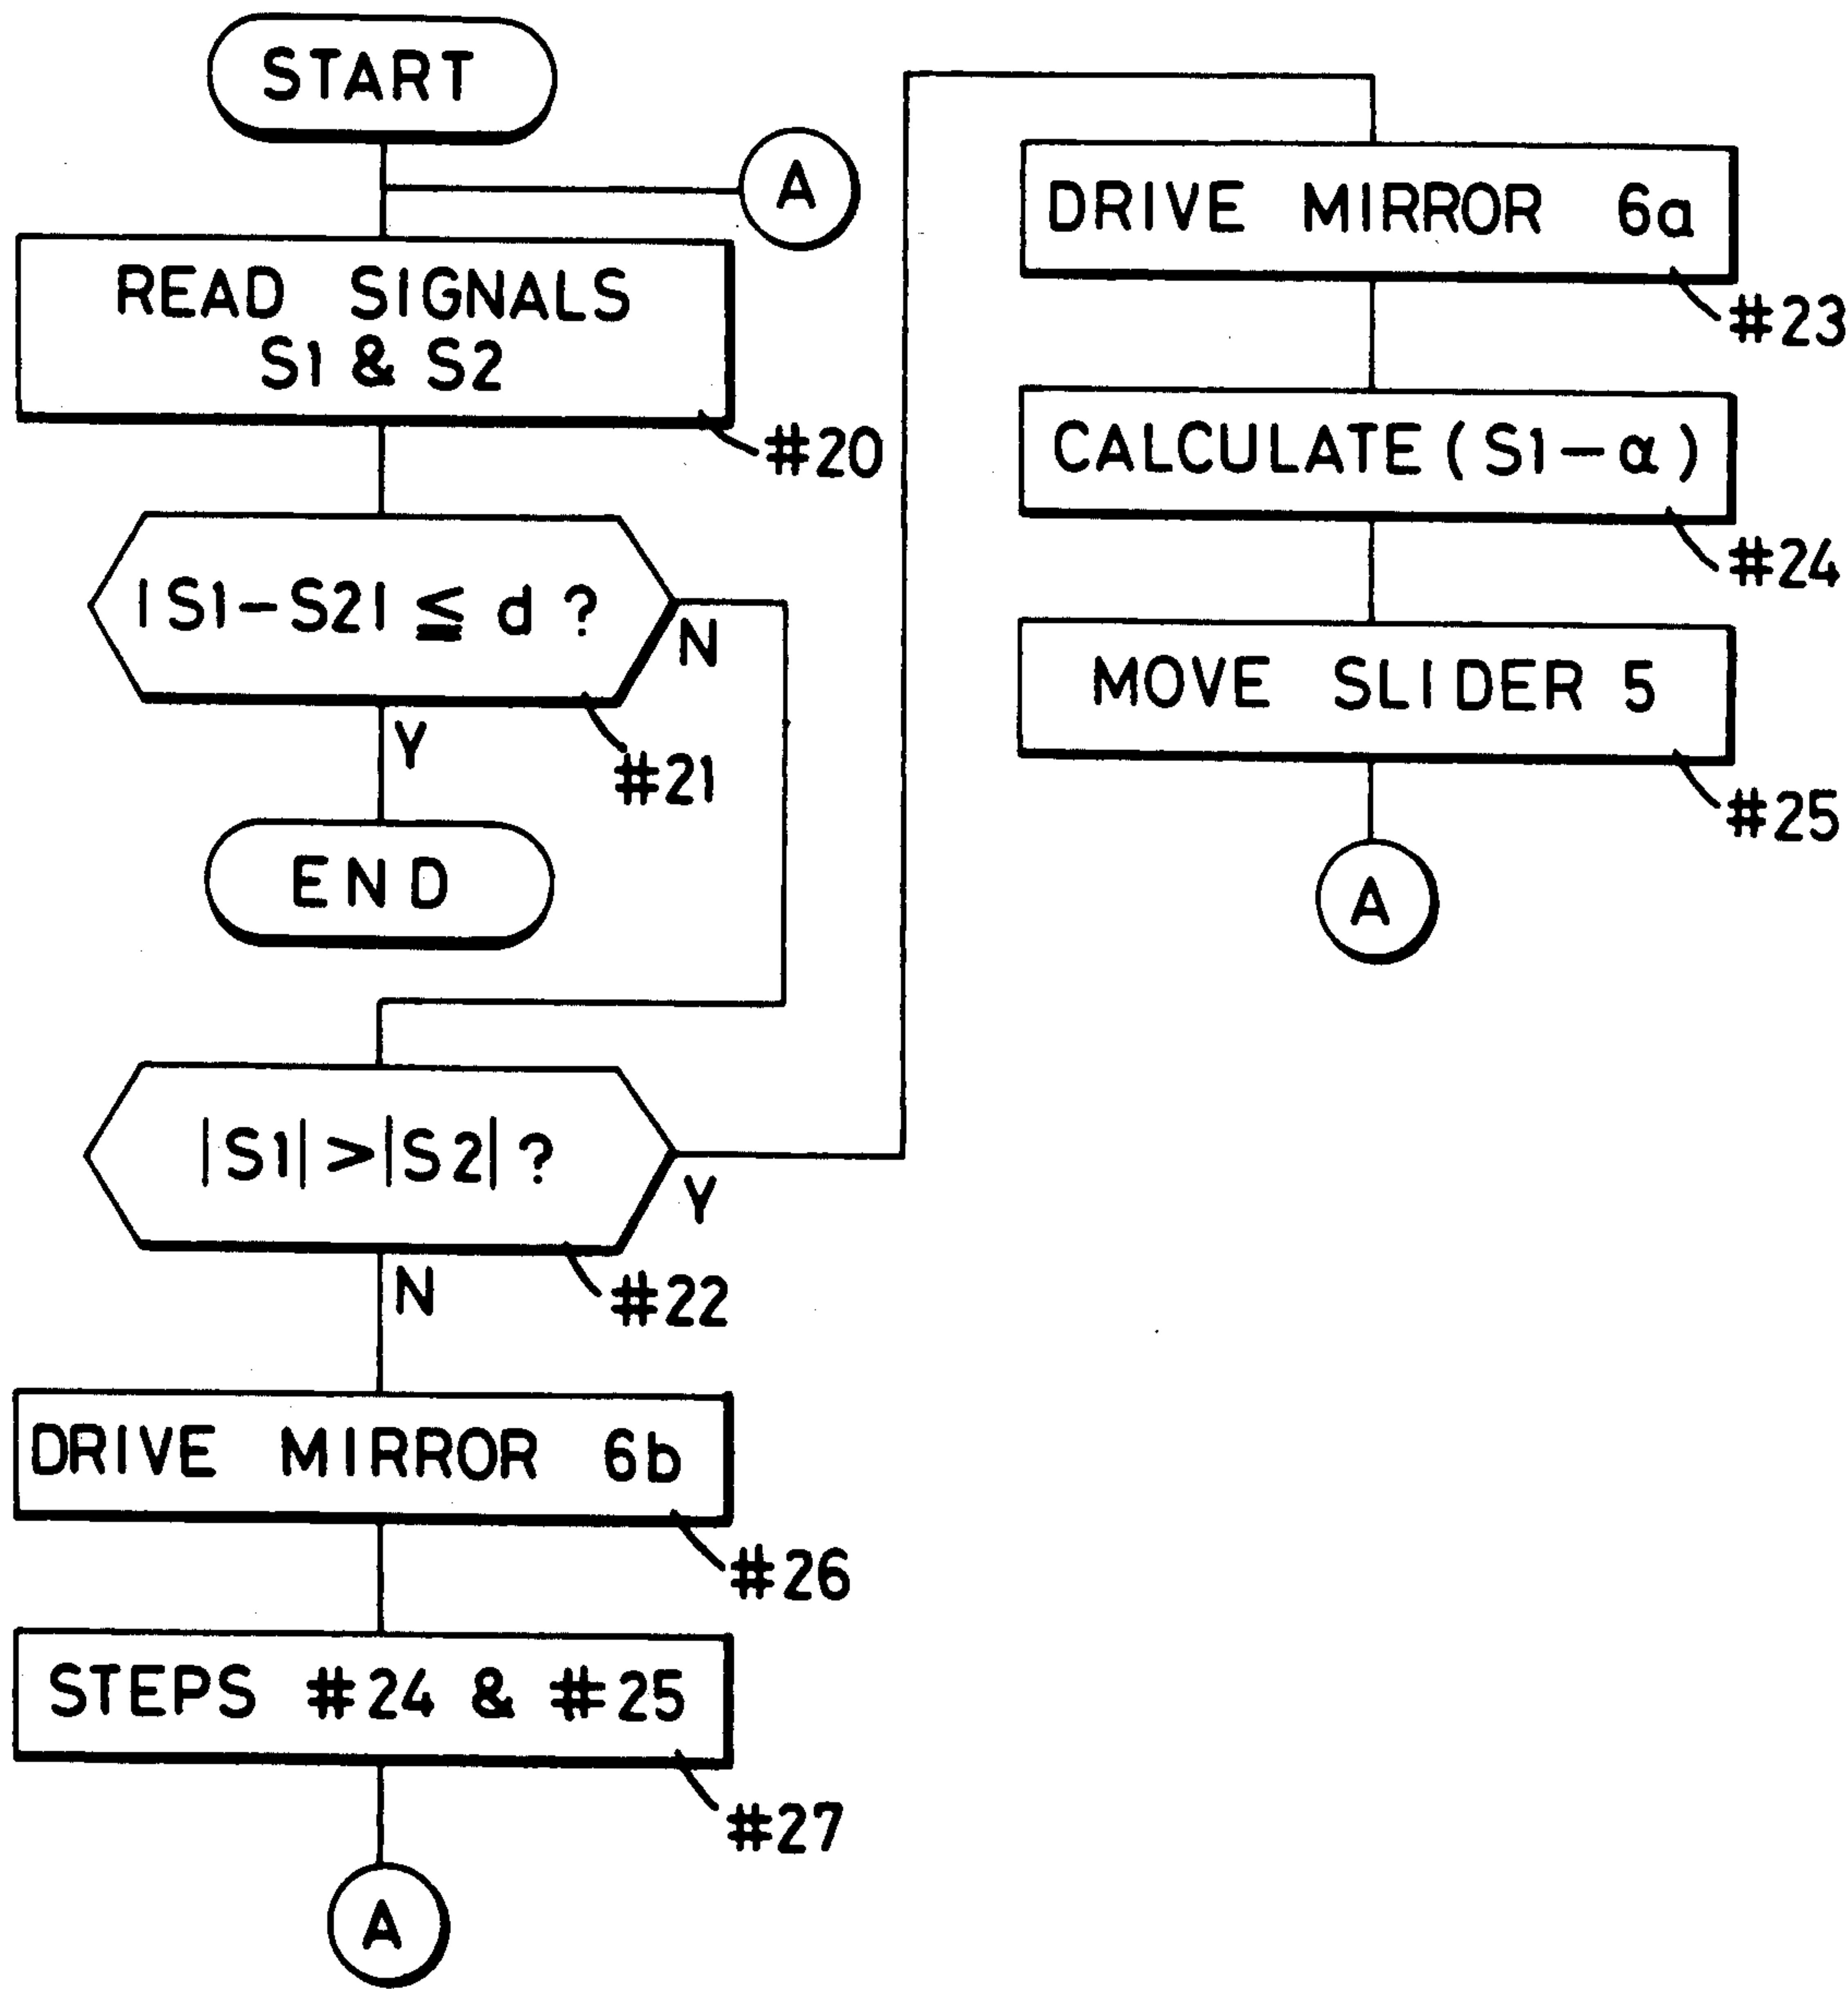 START
A
READ SIGNALS
S1 & S2
#20
|S1-S2| ≦ d ?
N
Y
#21
END
|S1|>|S2|?
Y
N
#22
DRIVE MIRROR 6b
#26
STEPS #24 & #25
#27
A
DRIVE MIRROR 6a
#23
CALCULATE (S1-α)
#24
MOVE SLIDER 5
#25
A